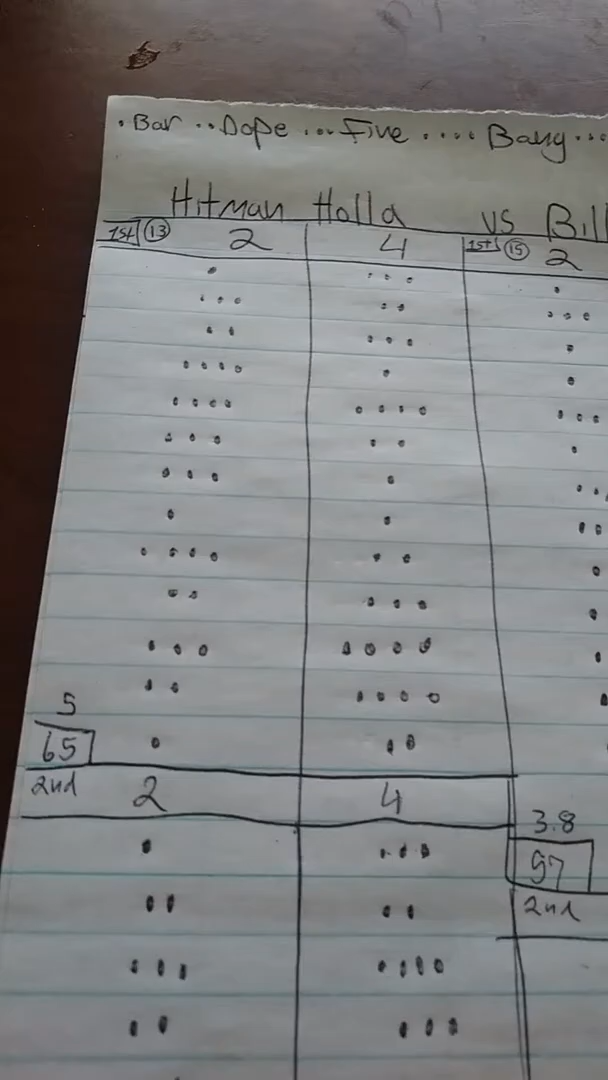 . Bar .. Dope ... Five .... Bang ...
Hitman Holla vs Bill
1st 13 2 4 1st 15 2
5
65
2nd 2 4
3.8
97
2nd